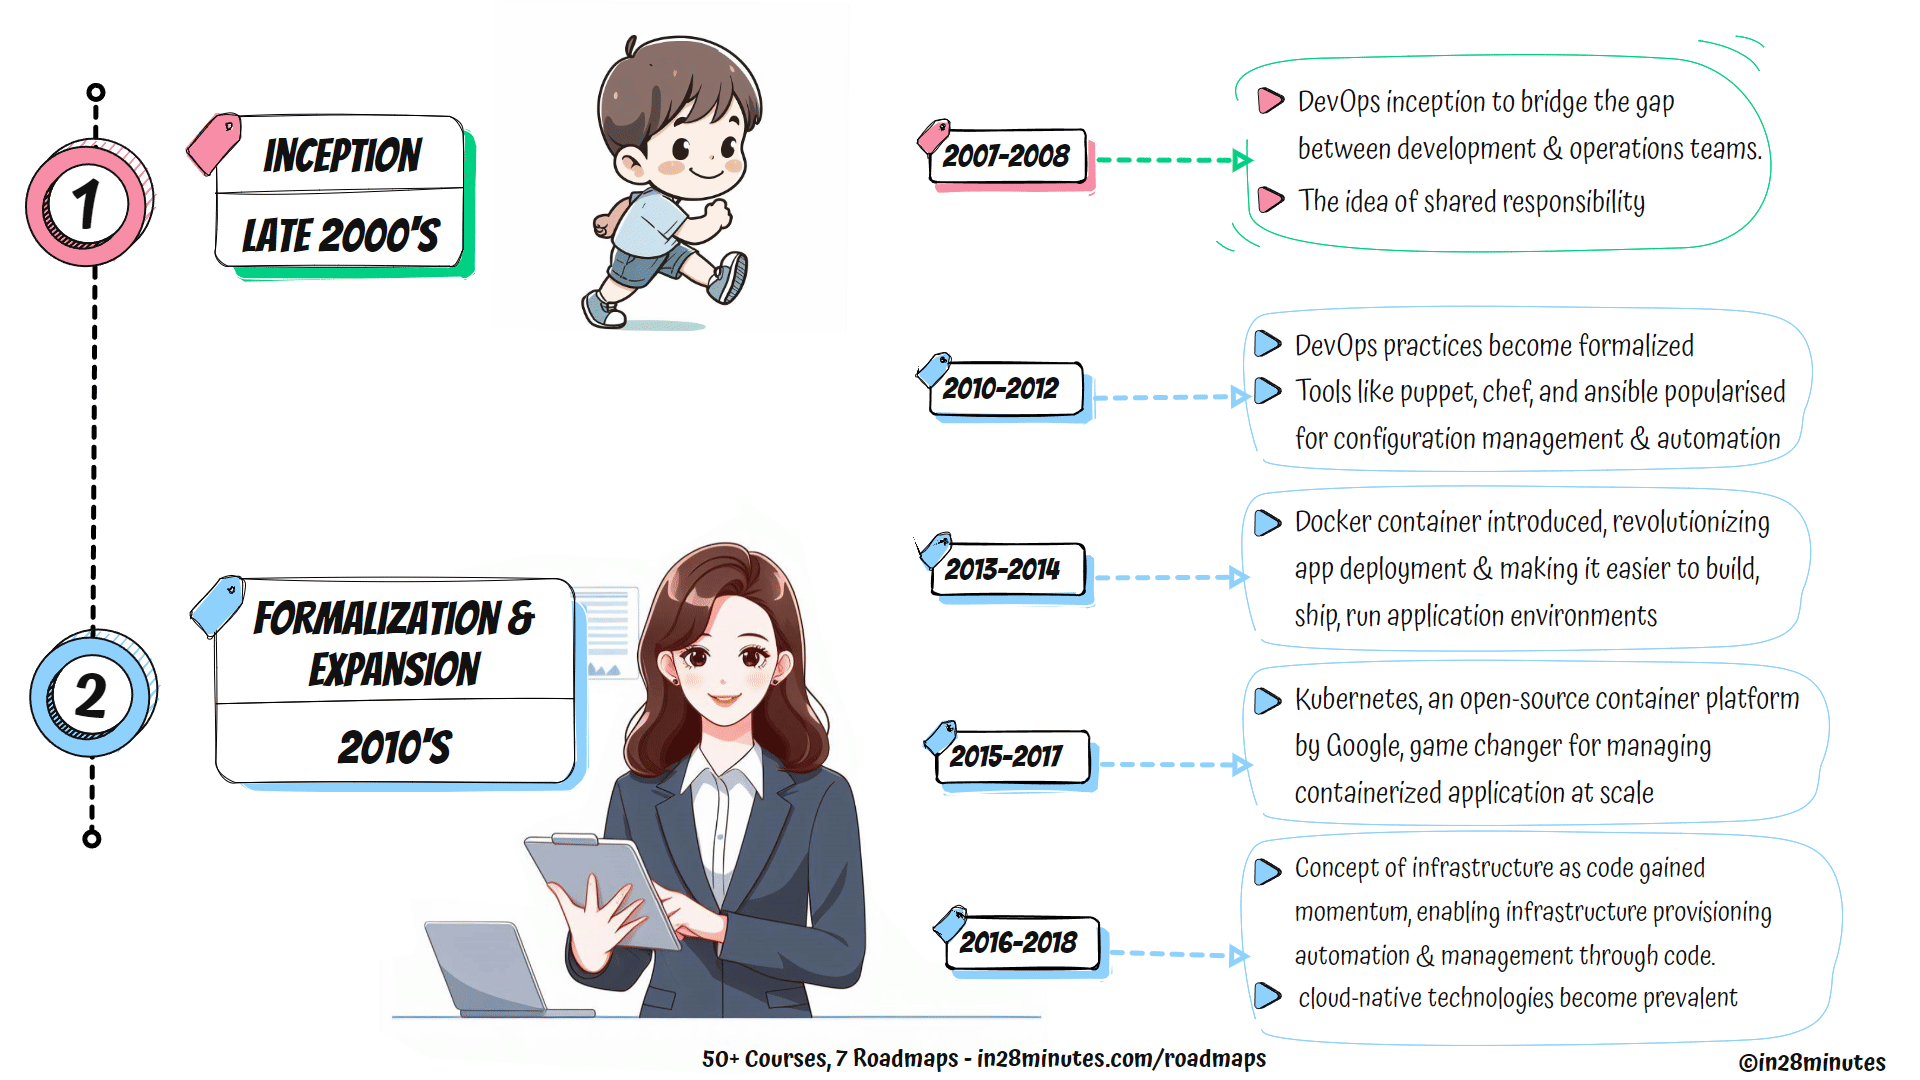 1
INCEPTION
LATE 2000'S
2007-2008
DevOps inception to bridge the gap
between development & operations teams.
The idea of shared responsibility
2010-2012
DevOps practices become formalized
Tools like puppet, chef, and ansible popularised
for configuration management & automation
2
FORMALIZATION &
EXPANSION
2010'S
2013-2014
Docker container introduced, revolutionizing
app deployment & making it easier to build,
ship, run application environments
2015-2017
Kubernetes, an open-source container platform
by Google, game changer for managing
containerized application at scale
2016-2018
Concept of infrastructure as code gained
momentum, enabling infrastructure provisioning
automation & management through code.
cloud-native technologies become prevalent
50+ Courses, 7 Roadmaps - in28minutes.com/roadmaps
©in28minutes